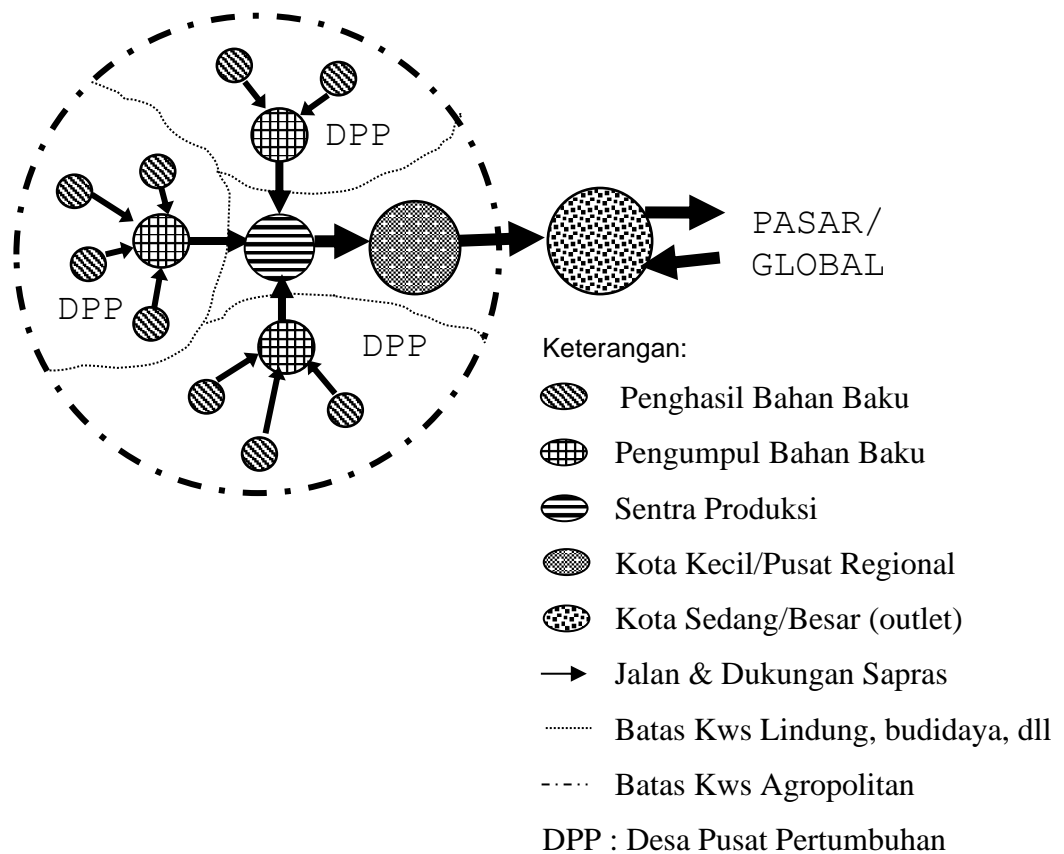 DPP
PASAR/
GLOBAL
DPP
DPP
Keterangan:
Penghasil Bahan Baku
Pengumpul Bahan Baku
Sentra Produksi
Kota Kecil/Pusat Regional
Kota Sedang/Besar (outlet)
Jalan & Dukungan Sapras
Batas Kws Lindung, budidaya, dll
Batas Kws Agropolitan
DPP : Desa Pusat Pertumbuhan